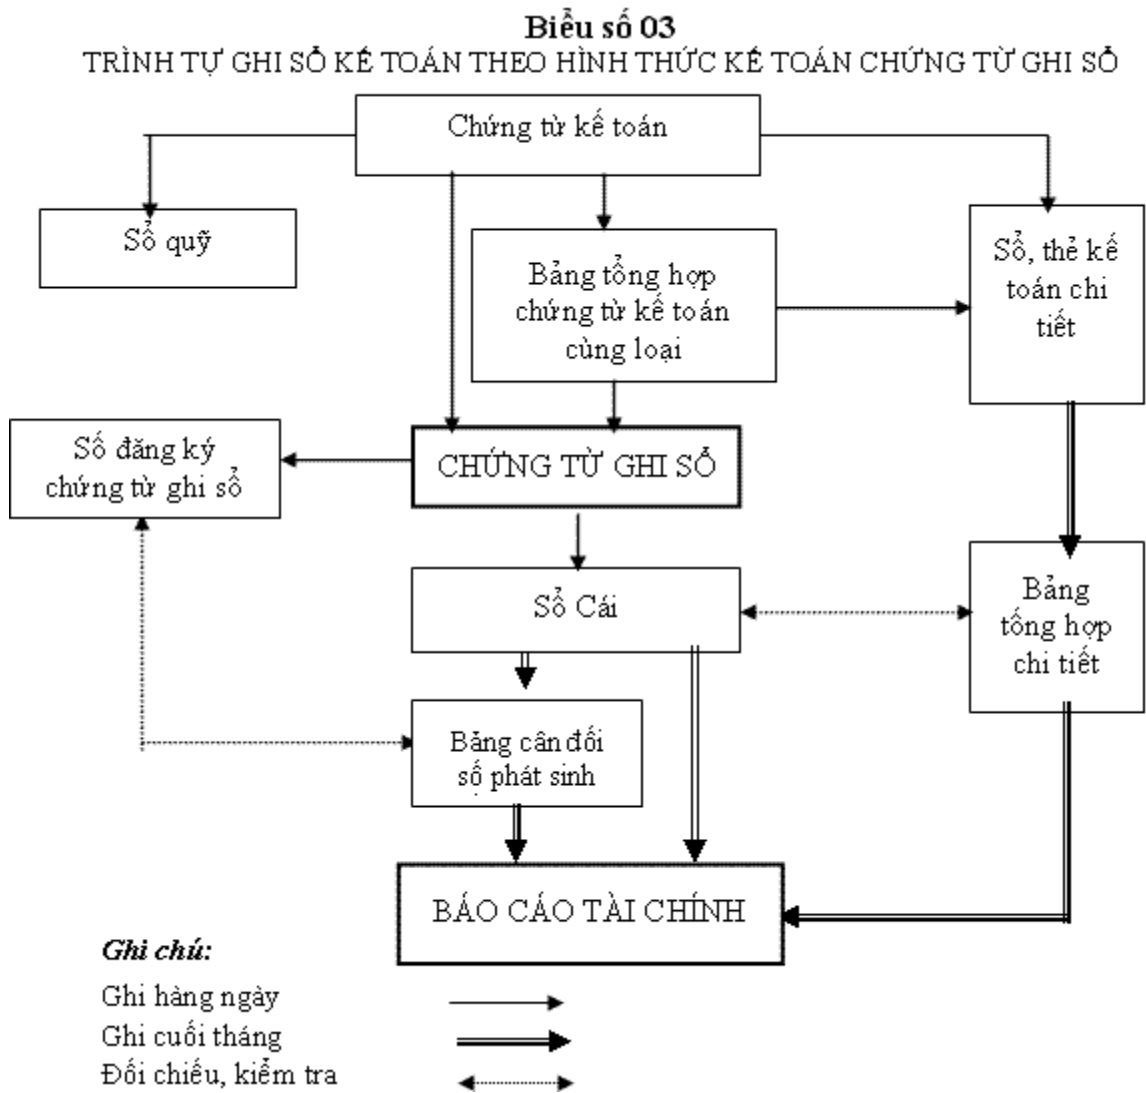 Biểu số 03
TRÌNH TỰ GHI SỔ KẾ TOÁN THEO HÌNH THỨC KẾ TOÁN CHỨNG TỪ GHI SỔ
Chứng từ kế toán
Sổ quỹ
Bảng tổng hợp
chứng từ kế toán
cùng loại
Sổ, thẻ kế
toán chi
tiết
Số đăng ký
chứng từ ghi sổ
CHỨNG TỪ GHI SỔ
Sổ Cái
Bảng
tổng hợp
chi tiết
Bảng cân đối
số phát sinh
BÁO CÁO TÀI CHÍNH
Ghi chú:
Ghi hàng ngày
Ghi cuối tháng
Đối chiếu, kiểm tra